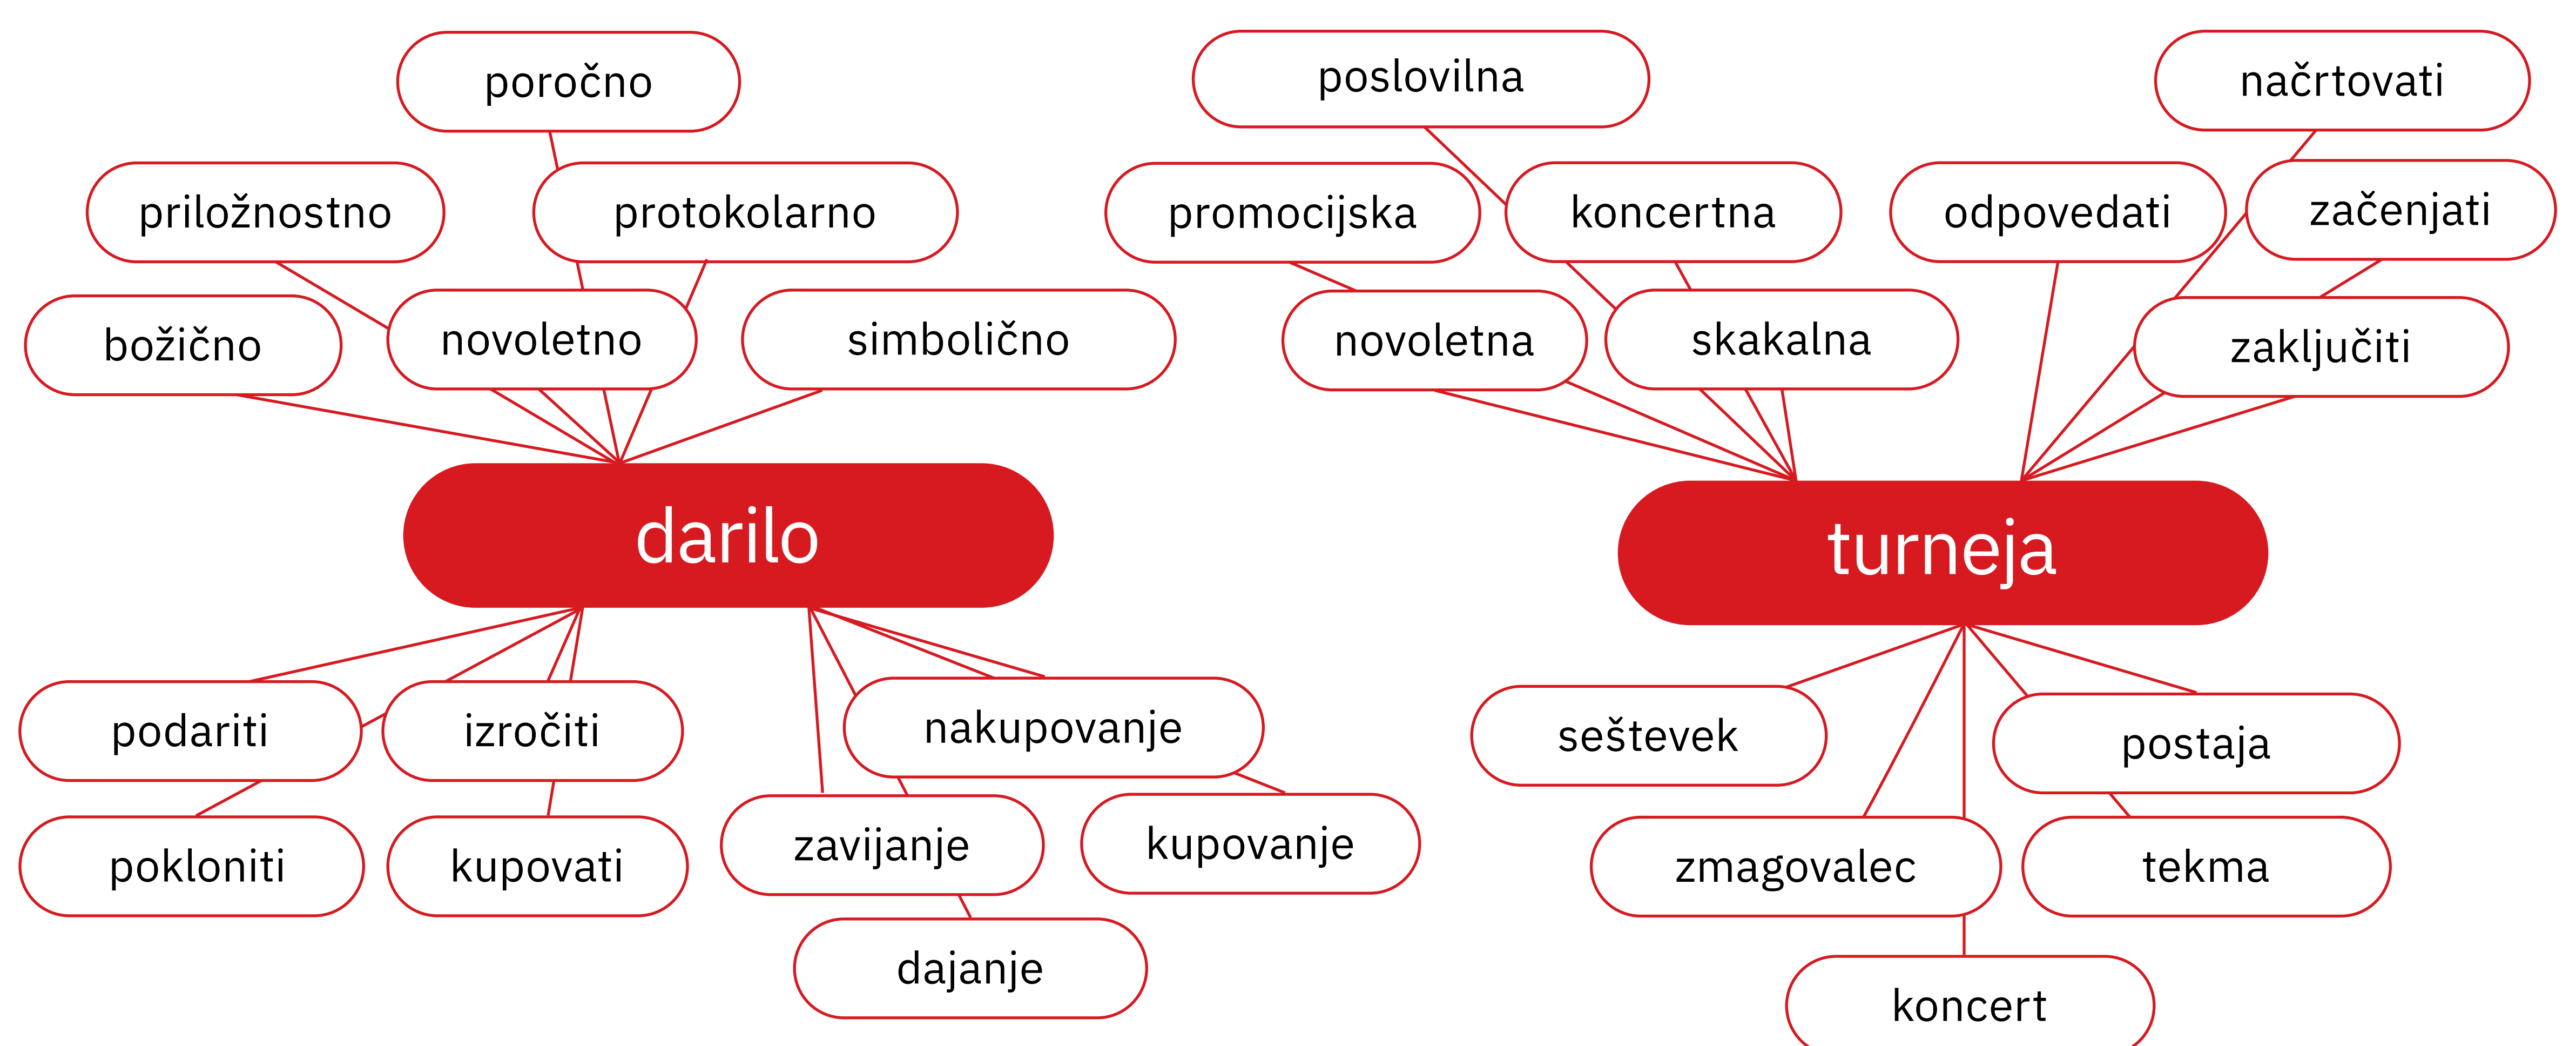 poročno
priložnostno
protokolarno
božično
novoletno
simbolično
darilo
podariti
izročiti
nakupovanje
pokloniti
kupovati
zavijanje
kupovanje
dajanje
poslovilna
načrtovati
promocijska
koncertna
odpovedati
začenjati
novoletna
skakalna
zaključiti
turneja
seštevek
postaja
zmagovalec
tekma
koncert